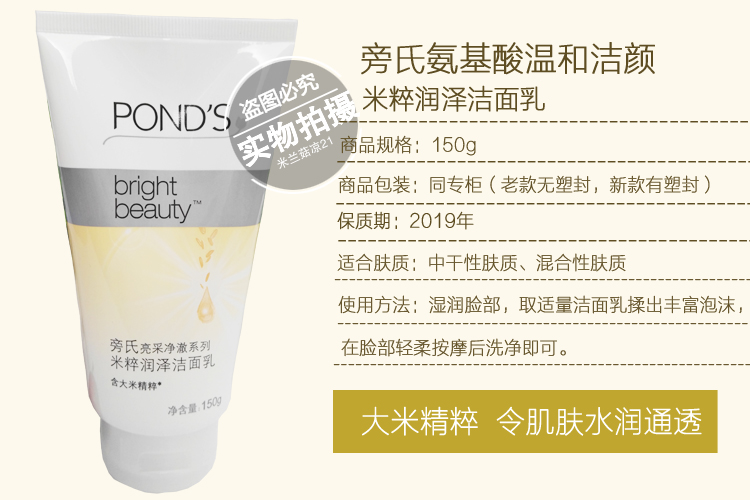 POND'S
bright
beauty™
旁氏亮采净澈系列
米粹润泽洁面乳
含大米精粹*
净含量:150g
盗图必究
实物拍摄
米兰菇凉21
旁氏氨基酸温和洁颜
米粹润泽洁面乳
商品规格：150g
商品包装：同专柜（老款无塑封，新款有塑封）
保质期：2019年
适合肤质：中干性肤质、混合性肤质
使用方法：湿润脸部，取适量洁面乳揉出丰富泡沫，
在脸部轻柔按摩后洗净即可。
大米精粹 令肌肤水润通透